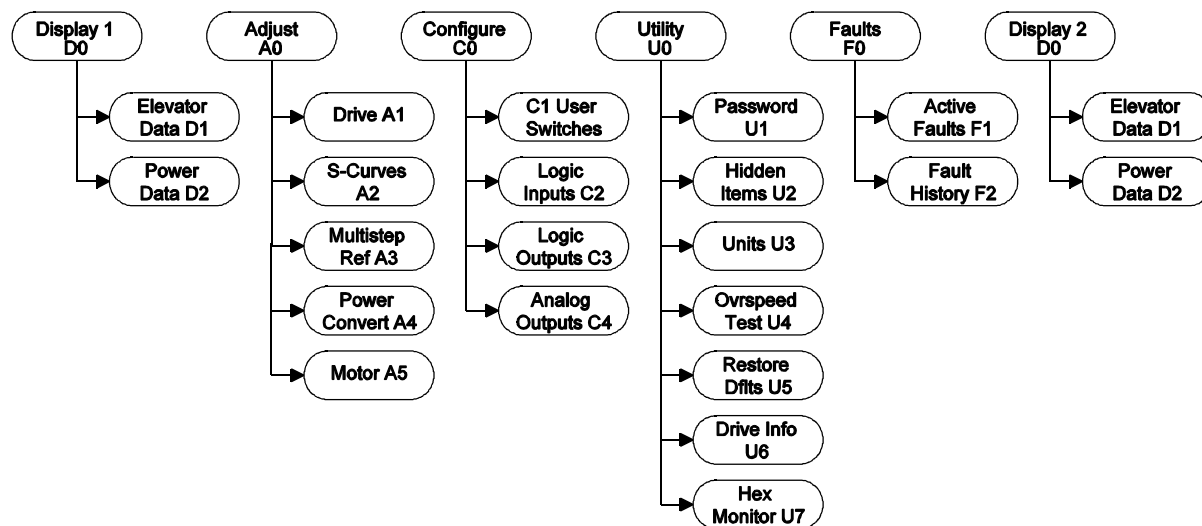 Display 1
D0
Elevator
Data D1
Power
Data D2
Adjust
A0
Drive A1
S-Curves
A2
Multistep
Ref A3
Power
Convert A4
Motor A5
Configure
C0
C1 User
Switches
Logic
Inputs C2
Logic
Outputs C3
Analog
Outputs C4
Utility
U0
Password
U1
Hidden
Items U2
Units U3
Ovrspeed
Test U4
Restore
Dflts U5
Drive Info
U6
Hex
Monitor U7
Faults
F0
Active
Faults F1
Fault
History F2
Display 2
D0
Elevator
Data D1
Power
Data D2